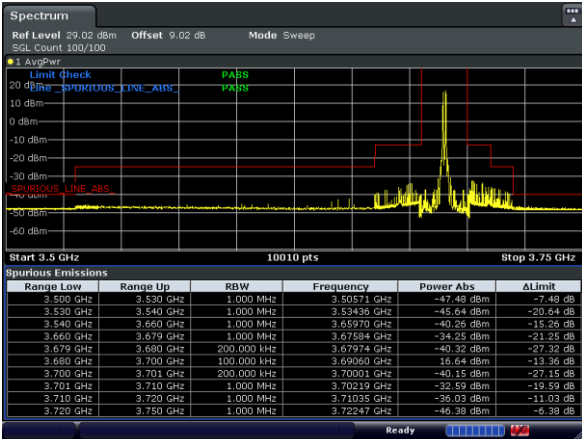 Spectrum
Ref Level 29.02 dBm Offset 9.02 dB Mode Sweep
SGL Count 100/100
1 AvgPwr
Limit Check PASS
Line _SPURIOUS_LINE_ABS_ PASS
20 dBm
10 dBm
0 dBm
-10 dBm
-20 dBm
-30 dBm
_SPURIOUS_LINE_ABS_
-40 dBm
-50 dBm
-60 dBm
Start 3.5 GHz 10010 pts Stop 3.75 GHz
Spurious Emissions
Range Low Range Up RBW Frequency Power Abs ΔLimit
3.500 GHz 3.530 GHz 1.000 MHz 3.50571 GHz -47.48 dBm -7.48 dB
3.530 GHz 3.540 GHz 1.000 MHz 3.53436 GHz -45.64 dBm -20.64 dB
3.540 GHz 3.660 GHz 1.000 MHz 3.65970 GHz -40.26 dBm -15.26 dB
3.660 GHz 3.679 GHz 1.000 MHz 3.67584 GHz -34.25 dBm -21.25 dB
3.679 GHz 3.680 GHz 200.000 kHz 3.67974 GHz -40.32 dBm -27.32 dB
3.680 GHz 3.700 GHz 100.000 kHz 3.69060 GHz 16.64 dBm -13.36 dB
3.700 GHz 3.701 GHz 200.000 kHz 3.70001 GHz -40.15 dBm -27.15 dB
3.701 GHz 3.710 GHz 1.000 MHz 3.70219 GHz -32.59 dBm -19.59 dB
3.710 GHz 3.720 GHz 1.000 MHz 3.71035 GHz -36.03 dBm -11.03 dB
3.720 GHz 3.750 GHz 1.000 MHz 3.72247 GHz -46.38 dBm -6.38 dB
Ready